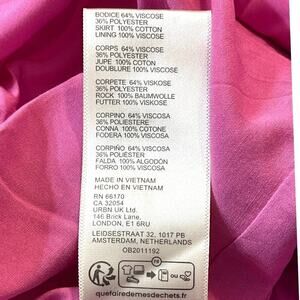 BODICE 64% VISCOSE
36% POLYESTER
SKIRT 100% COTTON
LINING 100% VISCOSE
CORPS 64% VISCOSE
36% POLYESTER
JUPE 100% COTON
DOUBLURE 100% VISCOSE
CORPETE 64% VISKOSE
36% POLYESTER
ROCK 100% BAUMWOLLE
FUTTER 100% VISKOSE
CORPINO 64% VISCOSA
36% POLIESTERE
CONNA 100% COTONE
FODERA 100% VISCOSA
CORPIÑO 64% VISCOSA
36% POLIÉSTER
FALDA 100% ALGODÓN
FORRO 100% VISCOSA
MADE IN VIETNAM
HECHO EN VIETNAM
RN 66170
CA 32054
URBN UK Ltd.
146 Brick Lane,
LONDON, E1 6RU
LEIDSESTRAAT 32, 1017 PB
AMSTERDAM, NETHERLANDS
OB2011192
FR
OU
quefairedemesdechets.fr